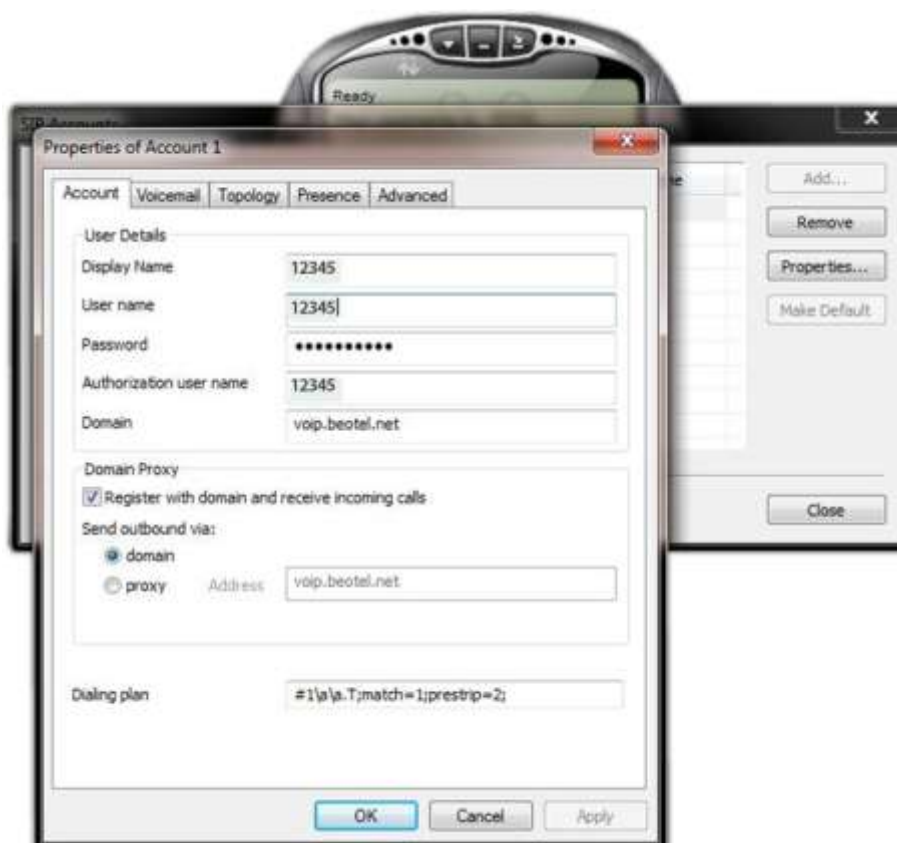 Ready
SIP Accounts
Properties of Account 1
Account Voicemail Topology Presence Advanced
User Details
Display Name 12345
User name 12345
Password ••••••••••
Authorization user name 12345
Domain voip.beotel.net
Domain Proxy
Register with domain and receive incoming calls
Send outbound via:
domain
proxy Address voip.beotel.net
Dialing plan #1\a\a.T;match=1;prestrip=2;
OK Cancel Apply
Add...
Remove
Properties...
Make Default
Close